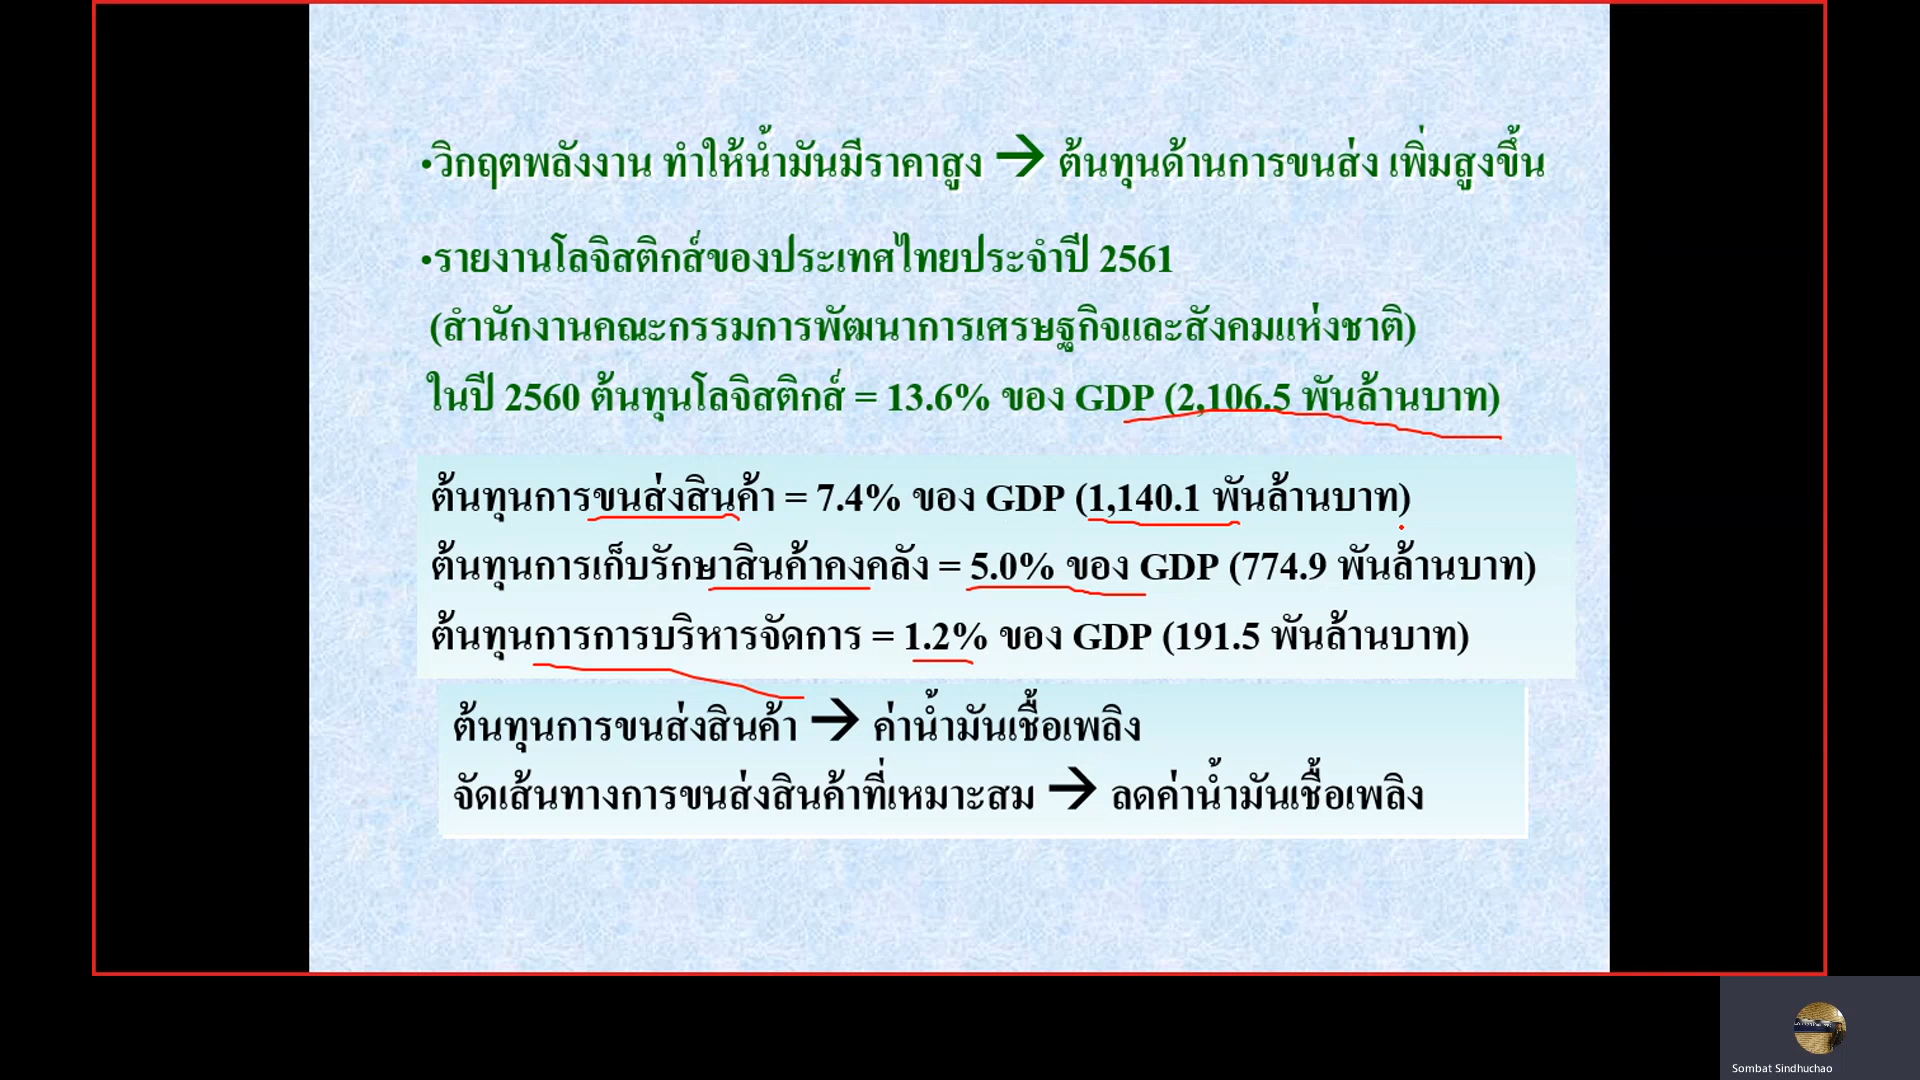 •วิกฤตพลังงาน ทำให้น้ำมันมีราคาสูง → ต้นทุนด้านการขนส่ง เพิ่มสูงขึ้น
•รายงานโลจิสติกส์ของประเทศไทยประจำปี 2561
(สำนักงานคณะกรรมการพัฒนาการเศรษฐกิจและสังคมแห่งชาติ)
ในปี 2560 ต้นทุนโลจิสติกส์ = 13.6% ของ GDP (2,106.5 พันล้านบาท)
ต้นทุนการขนส่งสินค้า = 7.4% ของ GDP (1,140.1 พันล้านบาท)
ต้นทุนการเก็บรักษาสินค้าคงคลัง = 5.0% ของ GDP (774.9 พันล้านบาท)
ต้นทุนการการบริหารจัดการ = 1.2% ของ GDP (191.5 พันล้านบาท)
ต้นทุนการขนส่งสินค้า → ค่าน้ำมันเชื้อเพลิง
จัดเส้นทางการขนส่งสินค้าที่เหมาะสม → ลดค่าน้ำมันเชื้อเพลิง
Sombat Sindhuchao